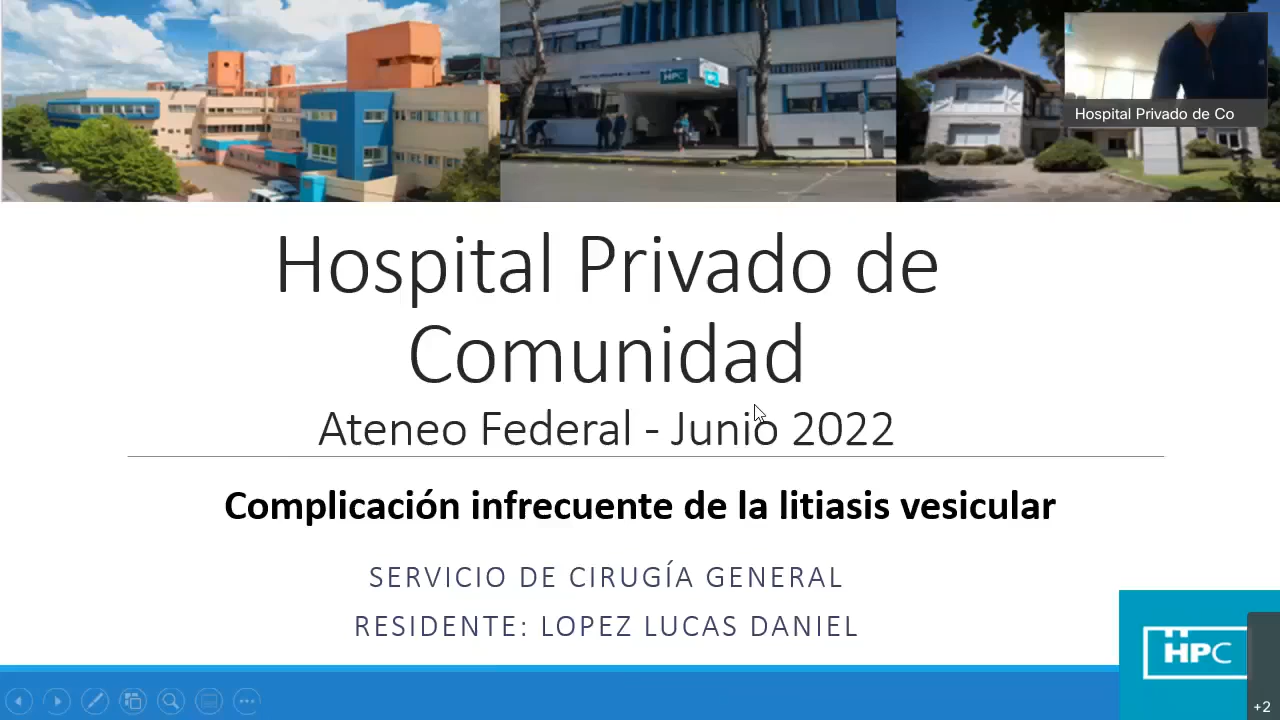 HPC
Hospital Privado de Co
Hospital Privado de
Comunidad
Ateneo Federal - Junio 2022
Complicación infrecuente de la litiasis vesicular
SERVICIO DE CIRUGÍA GENERAL
RESIDENTE: LOPEZ LUCAS DANIEL
HPC
+2